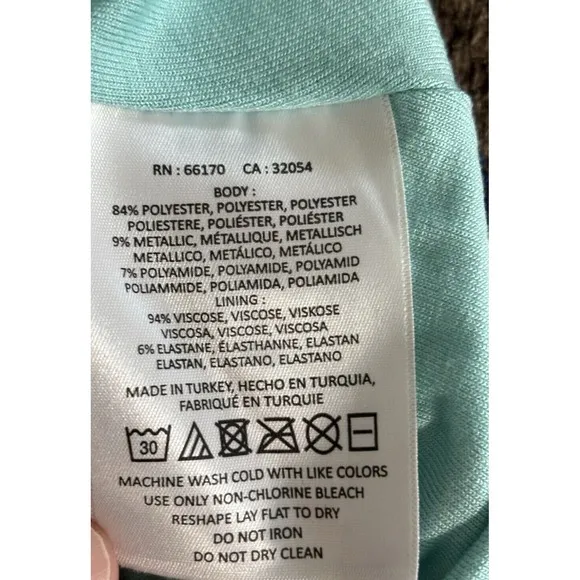 RN : 66170 CA : 32054
BODY :
84% POLYESTER, POLYESTER, POLYESTER
POLIESTERE, POLIÉSTER, POLIÉSTER
9% METALLIC, MÉTALLIQUE, METALLISCH
METALLICO, METÁLICO, METÁLICO
7% POLYAMIDE, POLYAMIDE, POLYAMID
POLIAMMIDE, POLIAMIDA, POLIAMIDA
LINING :
94% VISCOSE, VISCOSE, VISKOSE
VISCOSA, VISCOSE, VISCOSA
6% ELASTANE, ÉLASTHANNE, ELASTAN
ELASTAN, ELASTANO, ELASTANO
MADE IN TURKEY, HECHO EN TURQUIA,
FABRIQUÉ EN TURQUIE
30
MACHINE WASH COLD WITH LIKE COLORS
USE ONLY NON-CHLORINE BLEACH
RESHAPE LAY FLAT TO DRY
DO NOT IRON
DO NOT DRY CLEAN